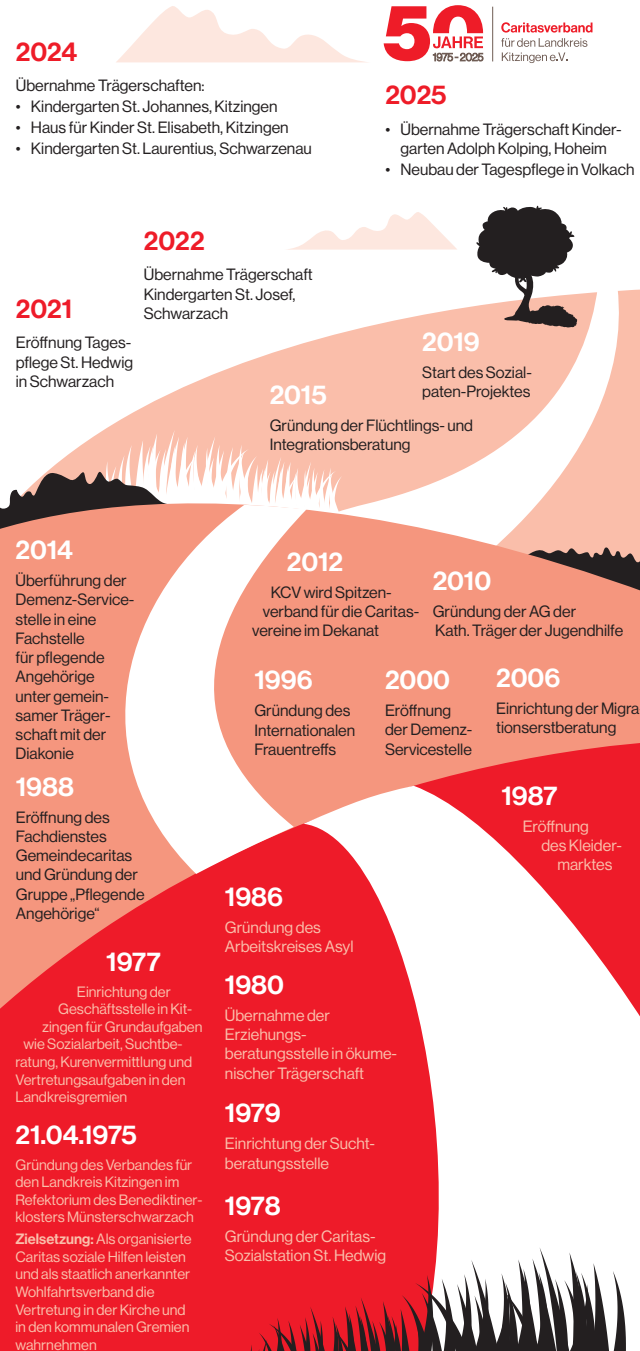 50
JAHRE
1975-2025
Caritasverband
für den Landkreis
Kitzingen e.V.
2024
Übernahme Trägerschaften:
• Kindergarten St. Johannes, Kitzingen
• Haus für Kinder St. Elisabeth, Kitzingen
• Kindergarten St. Laurentius, Schwarzenau
2025
• Übernahme Trägerschaft Kinder-
garten Adolph Kolping, Hoheim
• Neubau der Tagespflege in Volkach
2022
Übernahme Trägerschaft
Kindergarten St. Josef,
Schwarzach
2021
Eröffnung Tages-
pflege St. Hedwig
in Schwarzach
2019
Start des Sozial-
paten-Projektes
2015
Gründung der Flüchtlings- und
Integrationsberatung
2014
Überführung der
Demenz-Service-
stelle in eine
Fachstelle
für pflegende
Angehörige
unter gemein-
samer Träger-
schaft mit der
Diakonie
2012
KCV wird Spitzen-
verband für die Caritas-
vereine im Dekanat
2010
Gründung der AG der
Kath. Träger der Jugendhilfe
1996
Gründung des
Internationalen
Frauentreffs
2000
Eröffnung
der Demenz-
Servicestelle
2006
Einrichtung der Migra
tionserstberatung
1988
Eröffnung des
Fachdienstes
Gemeindecaritas
und Gründung der
Gruppe „Pflegende
Angehörige“
1987
Eröffnung
des Kleider-
marktes
1986
Gründung des
Arbeitskreises Asyl
1977
Einrichtung der
Geschäftsstelle in Kit-
zingen für Grundaufgaben
wie Sozialarbeit, Suchtbe-
ratung, Kurenvermittlung und
Vertretungsaufgaben in den
Landkreisgremien
1980
Übernahme der
Erziehungs-
beratungsstelle in ökume-
nischer Trägerschaft
1979
Einrichtung der Sucht-
beratungsstelle
1978
Gründung der Caritas-
Sozialstation St. Hedwig
21.04.1975
Gründung des Verbandes für
den Landkreis Kitzingen im
Refektorium des Benediktiner-
klosters Münsterschwarzach
Zielsetzung: Als organisierte
Caritas soziale Hilfen leisten
und als staatlich anerkannter
Wohlfahrtsverband die
Vertretung in der Kirche und
in den kommunalen Gremien
wahrnehmen